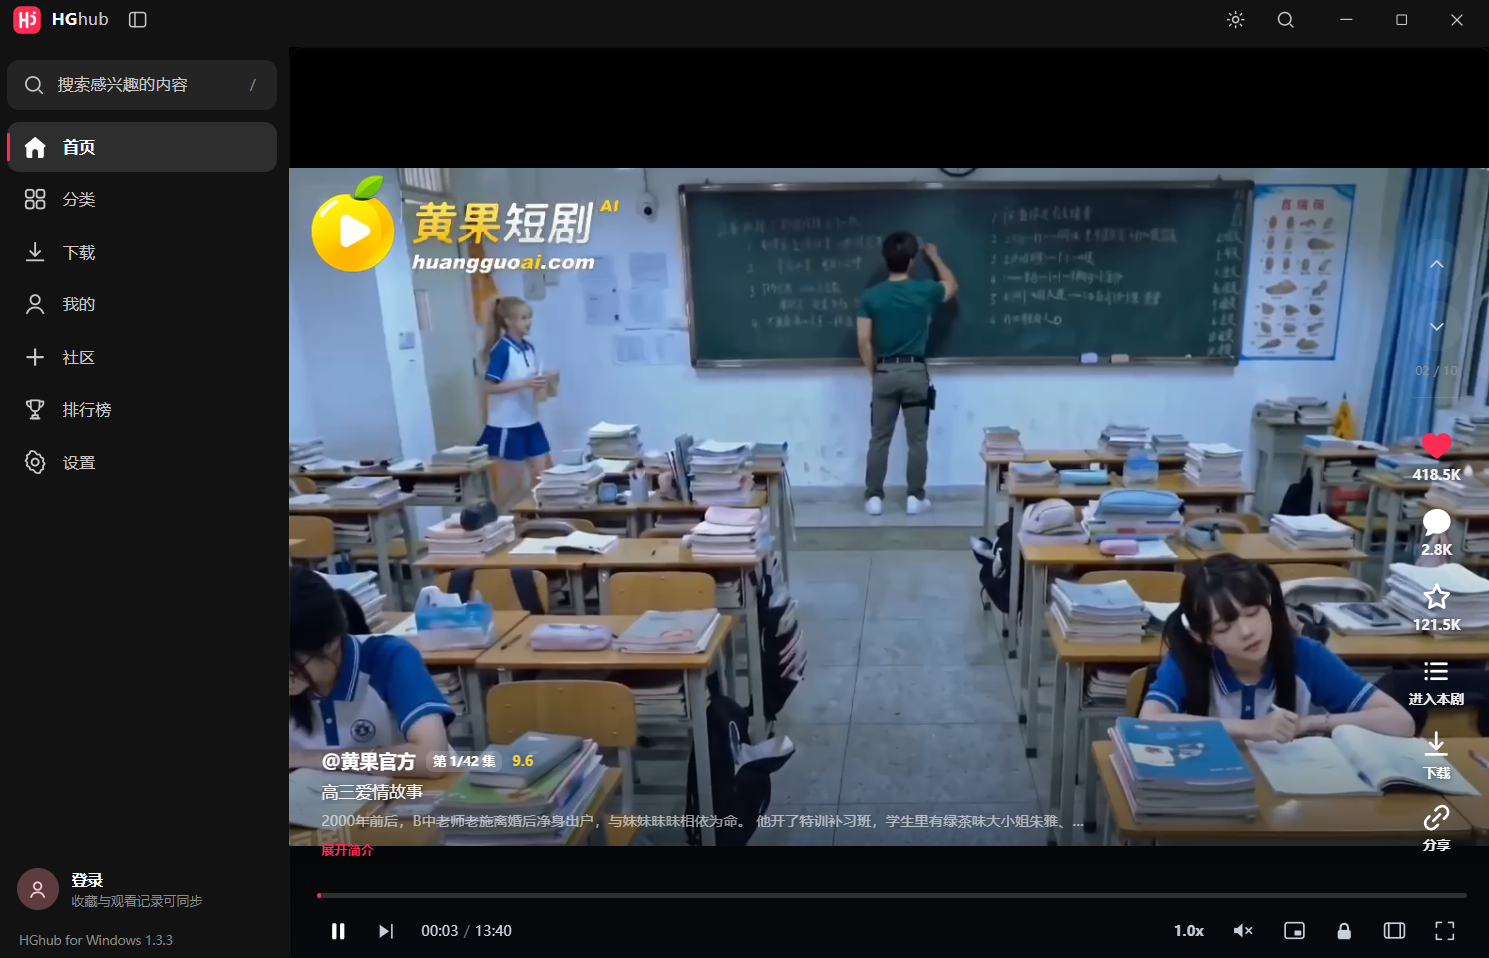 HGhub
搜索感兴趣的内容 /
首页
分类
下载
我的
社区
排行榜
设置
登录
收藏与观看记录可同步
HGhub for Windows 1.3.3
黄果短剧 AI
huangguoai.com
02 / 10
418.5K
2.8K
121.5K
进入本剧
下载
分享
@黄果官方 第 1/42 集 9.6
高三爱情故事
2000年前后，B中老师老施离婚后净身出户，与妹妹昧昧相依为命。 他开了特训补习班，学生里有绿茶味大小姐朱雅、...
展开简介
00:03 / 13:40
1.0x